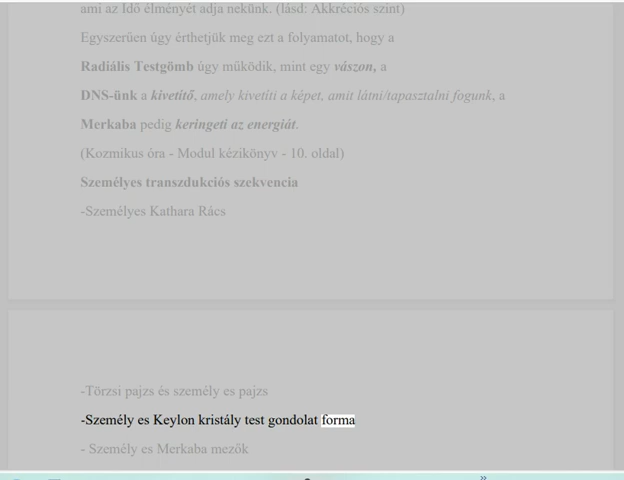 ami az Idő élményét adja nekünk. (lásd: Akkréciós szint)
Egyszerűen úgy érthetjük meg ezt a folyamatot, hogy a
Radiális Testgömb úgy működik, mint egy vászon, a
DNS-ünk a kivetítő, amely kivetíti a képet, amit látni/tapasztalni fogunk, a
Merkaba pedig keringeti az energiát.
(Kozmikus óra - Modul kézikönyv - 10. oldal)
Személyes transzdukciós szekvencia
-Személyes Kathara Rács
-Törzsi pajzs és személy es pajzs
-Személy es Keylon kristály test gondolat forma
- Személy es Merkaba mezők
»